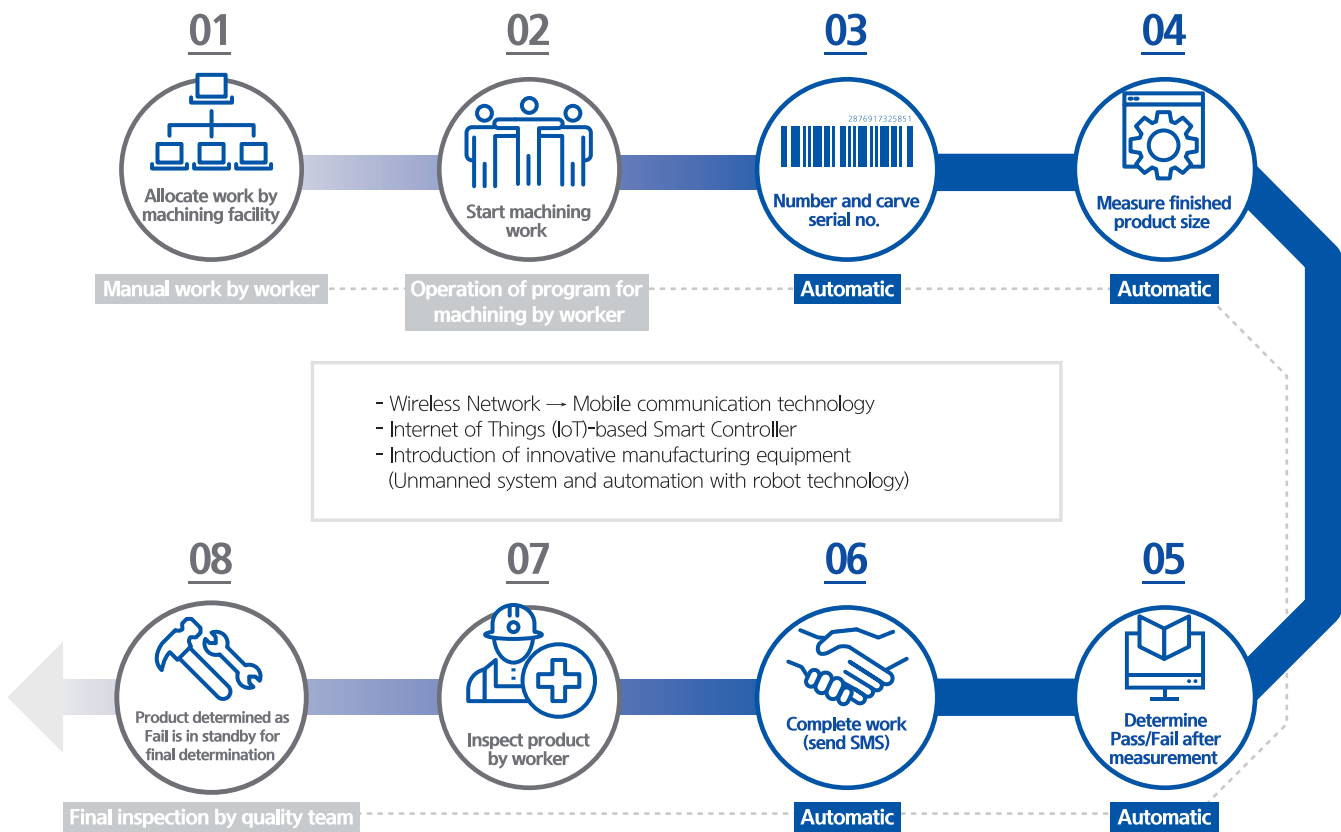 01
02
03
04
Allocate work by
machining facility
Start machining
work
2876917325851
Number and carve
serial no.
Measure finished
product size
Manual work by worker
Operation of program for
machining by worker
Automatic
Automatic
- Wireless Network → Mobile communication technology
- Internet of Things (IoT)-based Smart Controller
- Introduction of innovative manufacturing equipment
(Unmanned system and automation with robot technology)
08
07
06
05
Product determined as
Fail is in standby for
final determination
Inspect product
by worker
Complete work
(send SMS)
Determine
Pass/Fail after
measurement
Final inspection by quality team
Automatic
Automatic